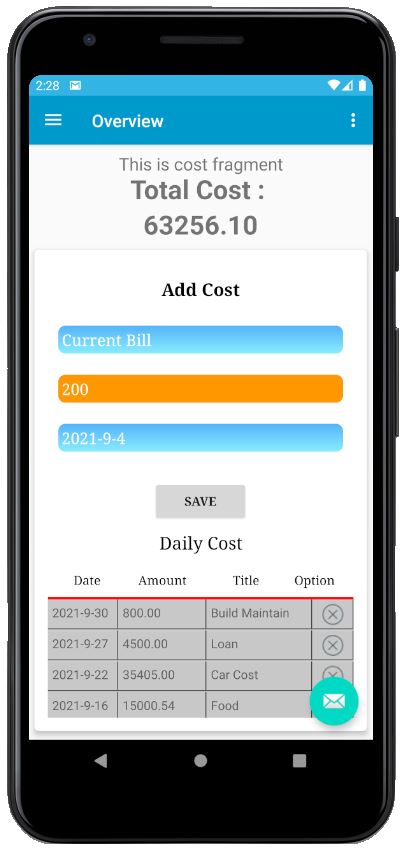 2:28
Overview
This is cost fragment
Total Cost :
63256.10
Add Cost
Current Bill
200
2021-9-4
SAVE
Daily Cost
Date Amount Title Option
2021-9-30 800.00 Build Maintain
2021-9-27 4500.00 Loan
2021-9-22 35405.00 Car Cost
2021-9-16 15000.54 Food